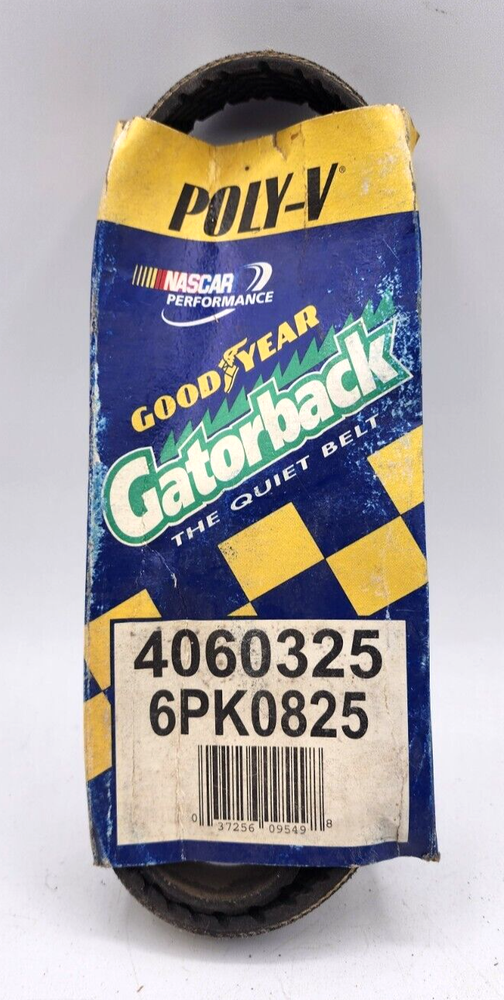 POLY-V®
NASCAR
PERFORMANCE
GOODYEAR
Gatorback
THE QUIET BELT
4060325
6PK0825
0 37256 09549 8